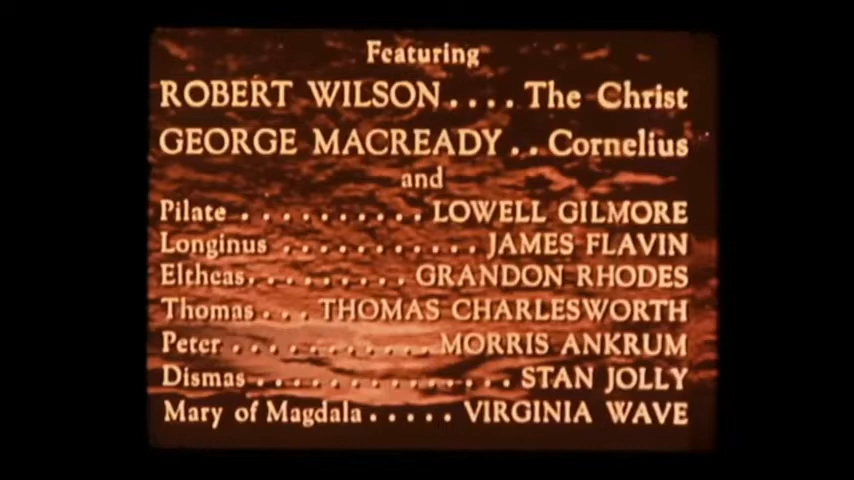 Featuring
ROBERT WILSON.... The Christ
GEORGE MACREADY.. Cornelius
and
Pilate .......... LOWELL GILMORE
Longinus ........... JAMES FLAVIN
Eltheas......... GRANDON RHODES
Thomas... THOMAS CHARLESWORTH
Peter ........... MORRIS ANKRUM
Dismas.............. STAN JOLLY
Mary of Magdala..... VIRGINIA WAVE